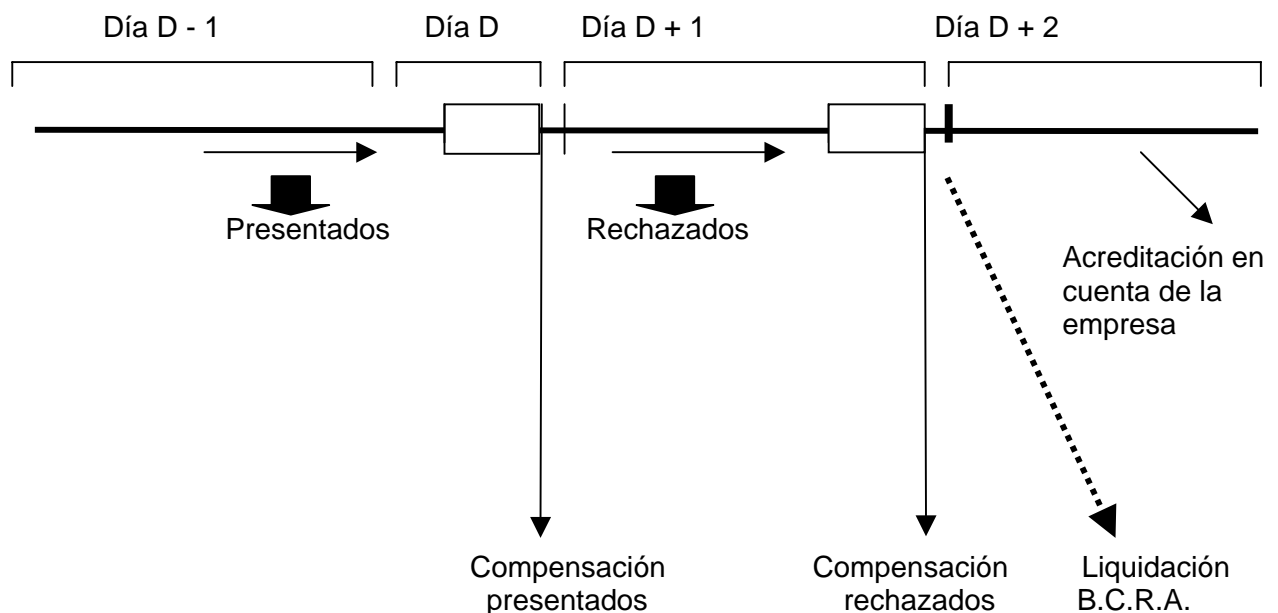 Día D - 1
Día D
Día D + 1
Día D + 2
Presentados
Rechazados
Acreditación en
cuenta de la
empresa
Compensación
presentados
Compensación
rechazados
Liquidación
B.C.R.A.